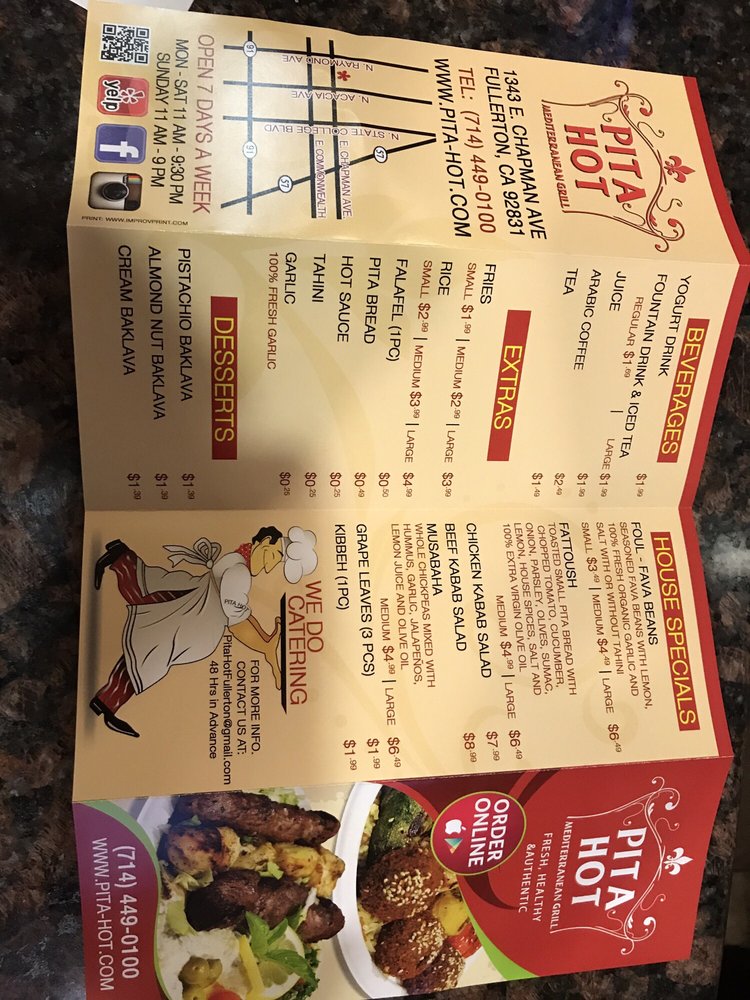 PITA
HOT
MEDITERRANEAN GRILL
1343 E. CHAPMAN AVE
FULLERTON, CA 92831
TEL: (714) 449-0100
WWW.PITA-HOT.COM
N. RAYMOND AVE
N. ACACIA AVE
N. STATE COLLEGE BLVD
E. CHAPMAN AVE
E. COMMONWEALTH
91
91
57
57
OPEN 7 DAYS A WEEK
MON - SAT 11 AM - 9:30 PM
SUNDAY 11 AM - 9 PM
yelp
f
PRINT: WWW.IMPROVPRINT.COM
BEVERAGES
YOGURT DRINK $1.99
FOUNTAIN DRINK & ICED TEA
REGULAR $1.69 | LARGE $1.99
JUICE $1.99
ARABIC COFFEE $2.49
TEA $1.49
EXTRAS
FRIES
SMALL $1.99 | MEDIUM $2.99 | LARGE $3.99
RICE
SMALL $2.99 | MEDIUM $3.99 | LARGE $4.99
FALAFEL (1PC) $0.50
PITA BREAD $0.49
HOT SAUCE $0.25
TAHINI $0.25
GARLIC $0.25
100% FRESH GARLIC
DESSERTS
PISTACHIO BAKLAVA $1.39
ALMOND NUT BAKLAVA $1.39
CREAM BAKLAVA $1.39
HOUSE SPECIALS
FOUL - FAVA BEANS
SEASONED FAVA BEANS WITH LEMON,
100% FRESH ORGANIC GARLIC AND
SALT WITH OR WITHOUT TAHINI
SMALL $3.49 | MEDIUM $4.49 | LARGE $6.49
FATTOUSH
TOASTED SMALL PITA BREAD WITH
CHOPPED TOMATO, CUCUMBER,
ONION, PARSLEY, OLIVES, SUMAC,
LEMON, HOUSE SPICES, SALT AND
100% EXTRA VIRGIN OLIVE OIL
MEDIUM $4.99 | LARGE $6.49
CHICKEN KABAB SALAD $7.99
BEEF KABAB SALAD $8.99
MUSABAHA
WHOLE CHICKPEAS MIXED WITH
HUMMUS, GARLIC, JALAPEÑOS,
LEMON JUICE AND OLIVE OIL
MEDIUM $4.99 | LARGE $6.49
GRAPE LEAVES (3 PCS) $1.99
KIBBEH (1PC) $1.99
WE DO
CATERING
FOR MORE INFO.
CONTACT US AT:
PitaHotFullerton@gmail.com
48 Hrs in Advance
PITA
HOT
MEDITERRANEAN GRILL
FRESH, HEALTHY
& AUTHENTIC
ORDER
ONLINE
(714) 449-0100
WWW.PITA-HOT.COM